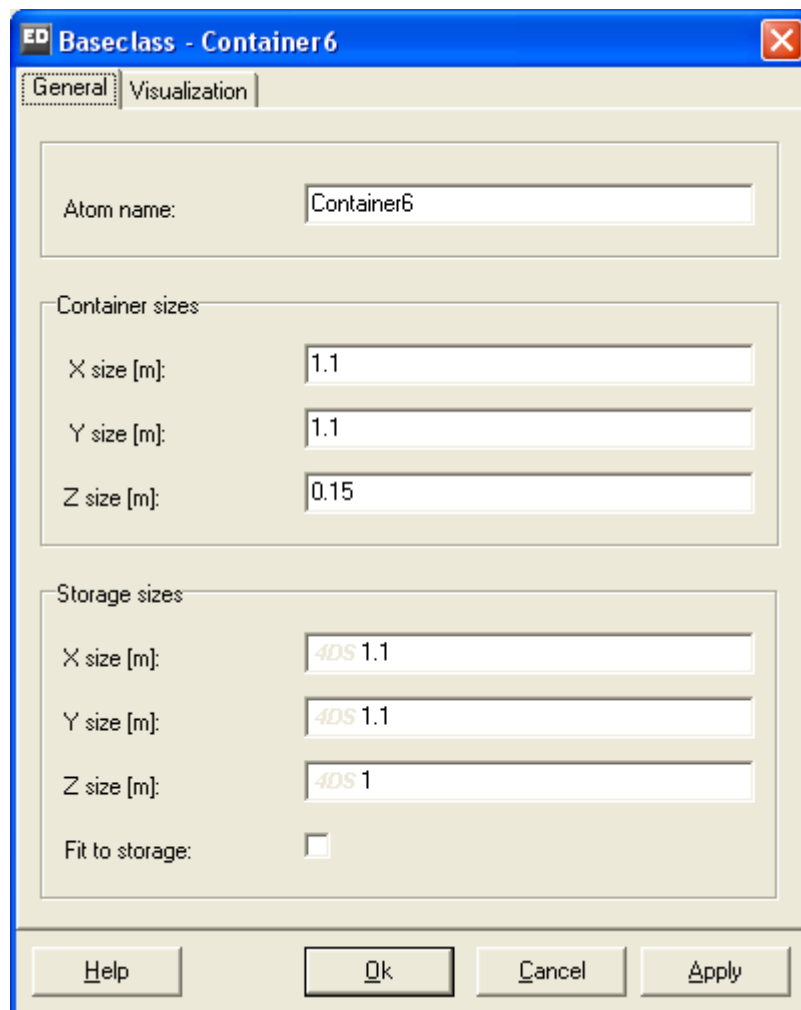 ED Baseclass - Container6
General Visualization
Atom name: Container6
Container sizes
X size [m]: 1.1
Y size [m]: 1.1
Z size [m]: 0.15
Storage sizes
X size [m]: 4DS 1.1
Y size [m]: 4DS 1.1
Z size [m]: 4DS 1
Fit to storage:
Help Ok Cancel Apply